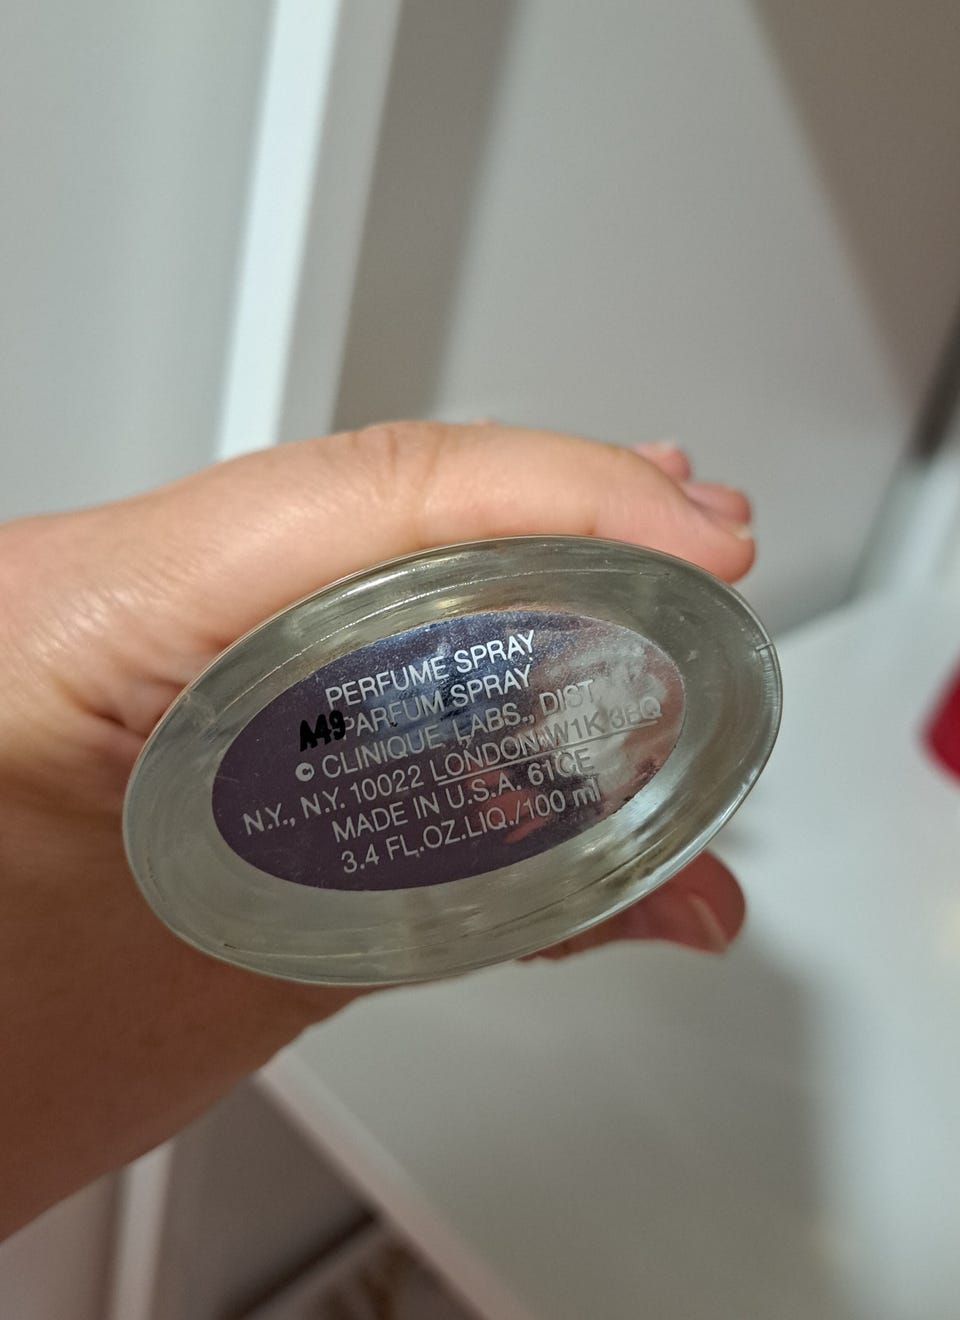 PERFUME SPRAY
A49 PARFUM SPRAY
© CLINIQUE LABS., DIST.
N.Y., N.Y. 10022 LONDON W1K 3BQ
MADE IN U.S.A. 61CE
3.4 FL.OZ.LIQ./100 ml